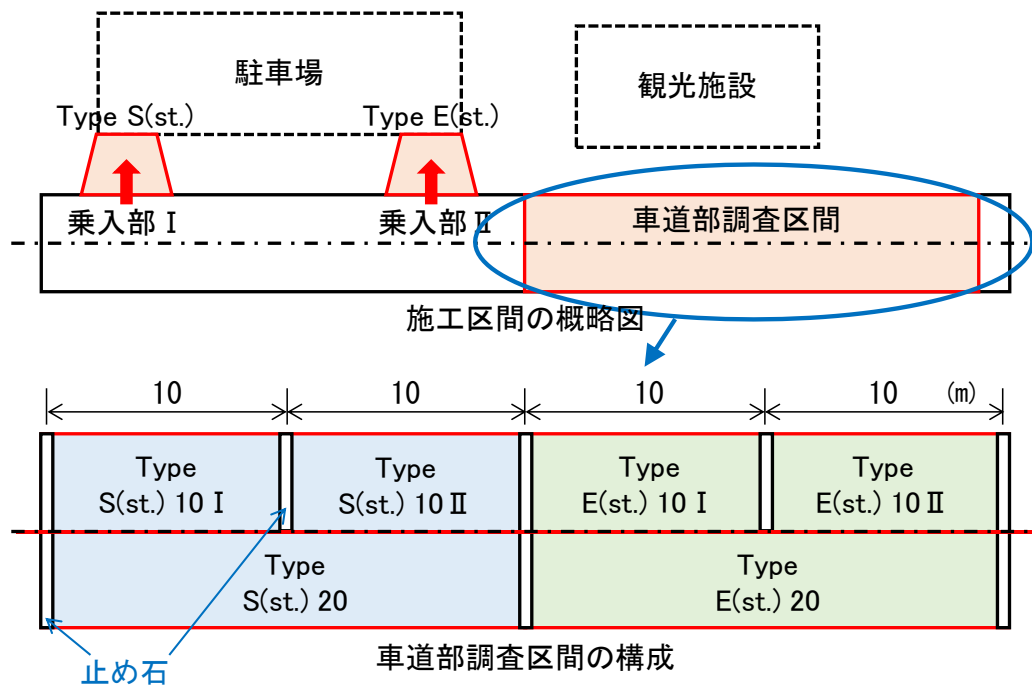 駐車場
観光施設
Type S(st.)
Type E(st.)
乗入部Ⅰ
乗入部Ⅱ
車道部調査区間
施工区間の概略図
10
10
10
10
(m)
Type
S(st.) 10Ⅰ
Type
S(st.) 10Ⅱ
Type
E(st.) 10Ⅰ
Type
E(st.) 10Ⅱ
Type
S(st.) 20
Type
E(st.) 20
止め石
車道部調査区間の構成